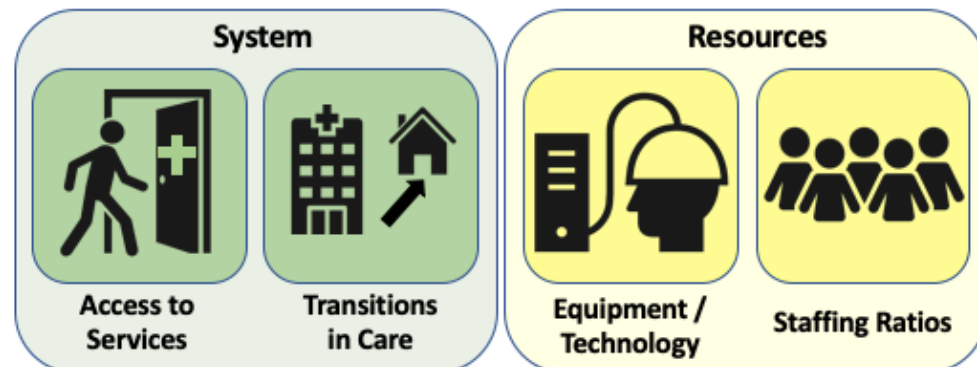 System
Access to
Services
Transitions
in Care
Resources
Equipment /
Technology
Staffing Ratios